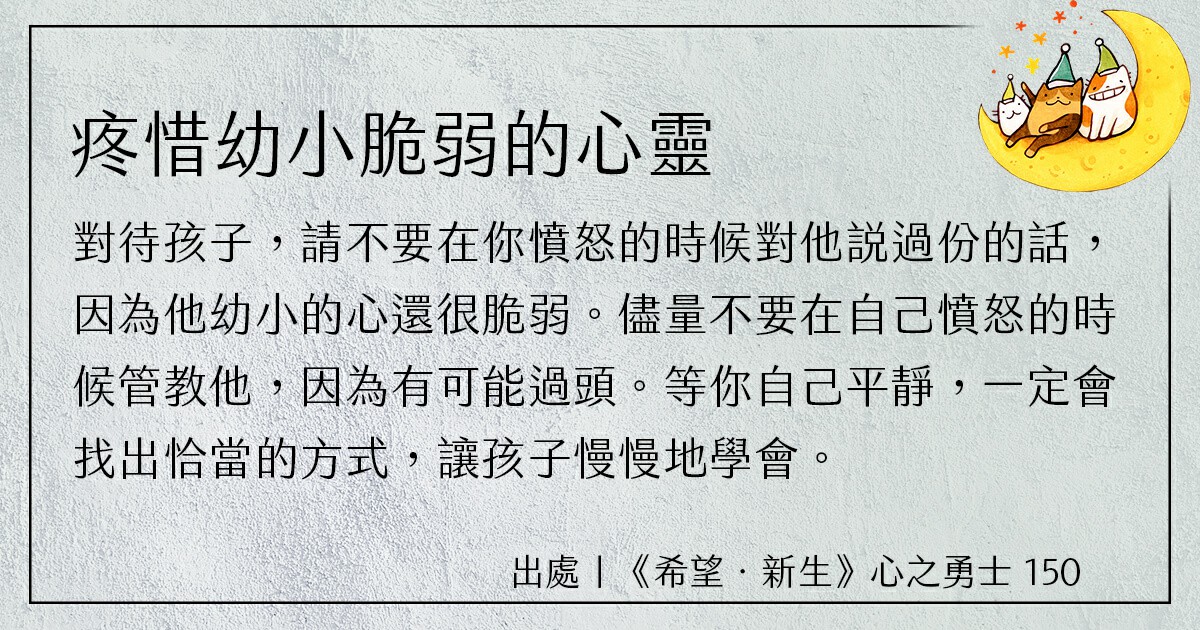 疼惜幼小脆弱的心靈
對待孩子，請不要在你憤怒的時候對他説過份的話，
因為他幼小的心還很脆弱。儘量不要在自己憤怒的時
候管教他，因為有可能過頭。等你自己平靜，一定會
找出恰當的方式，讓孩子慢慢地學會。
出處｜《希望．新生》心之勇士 150